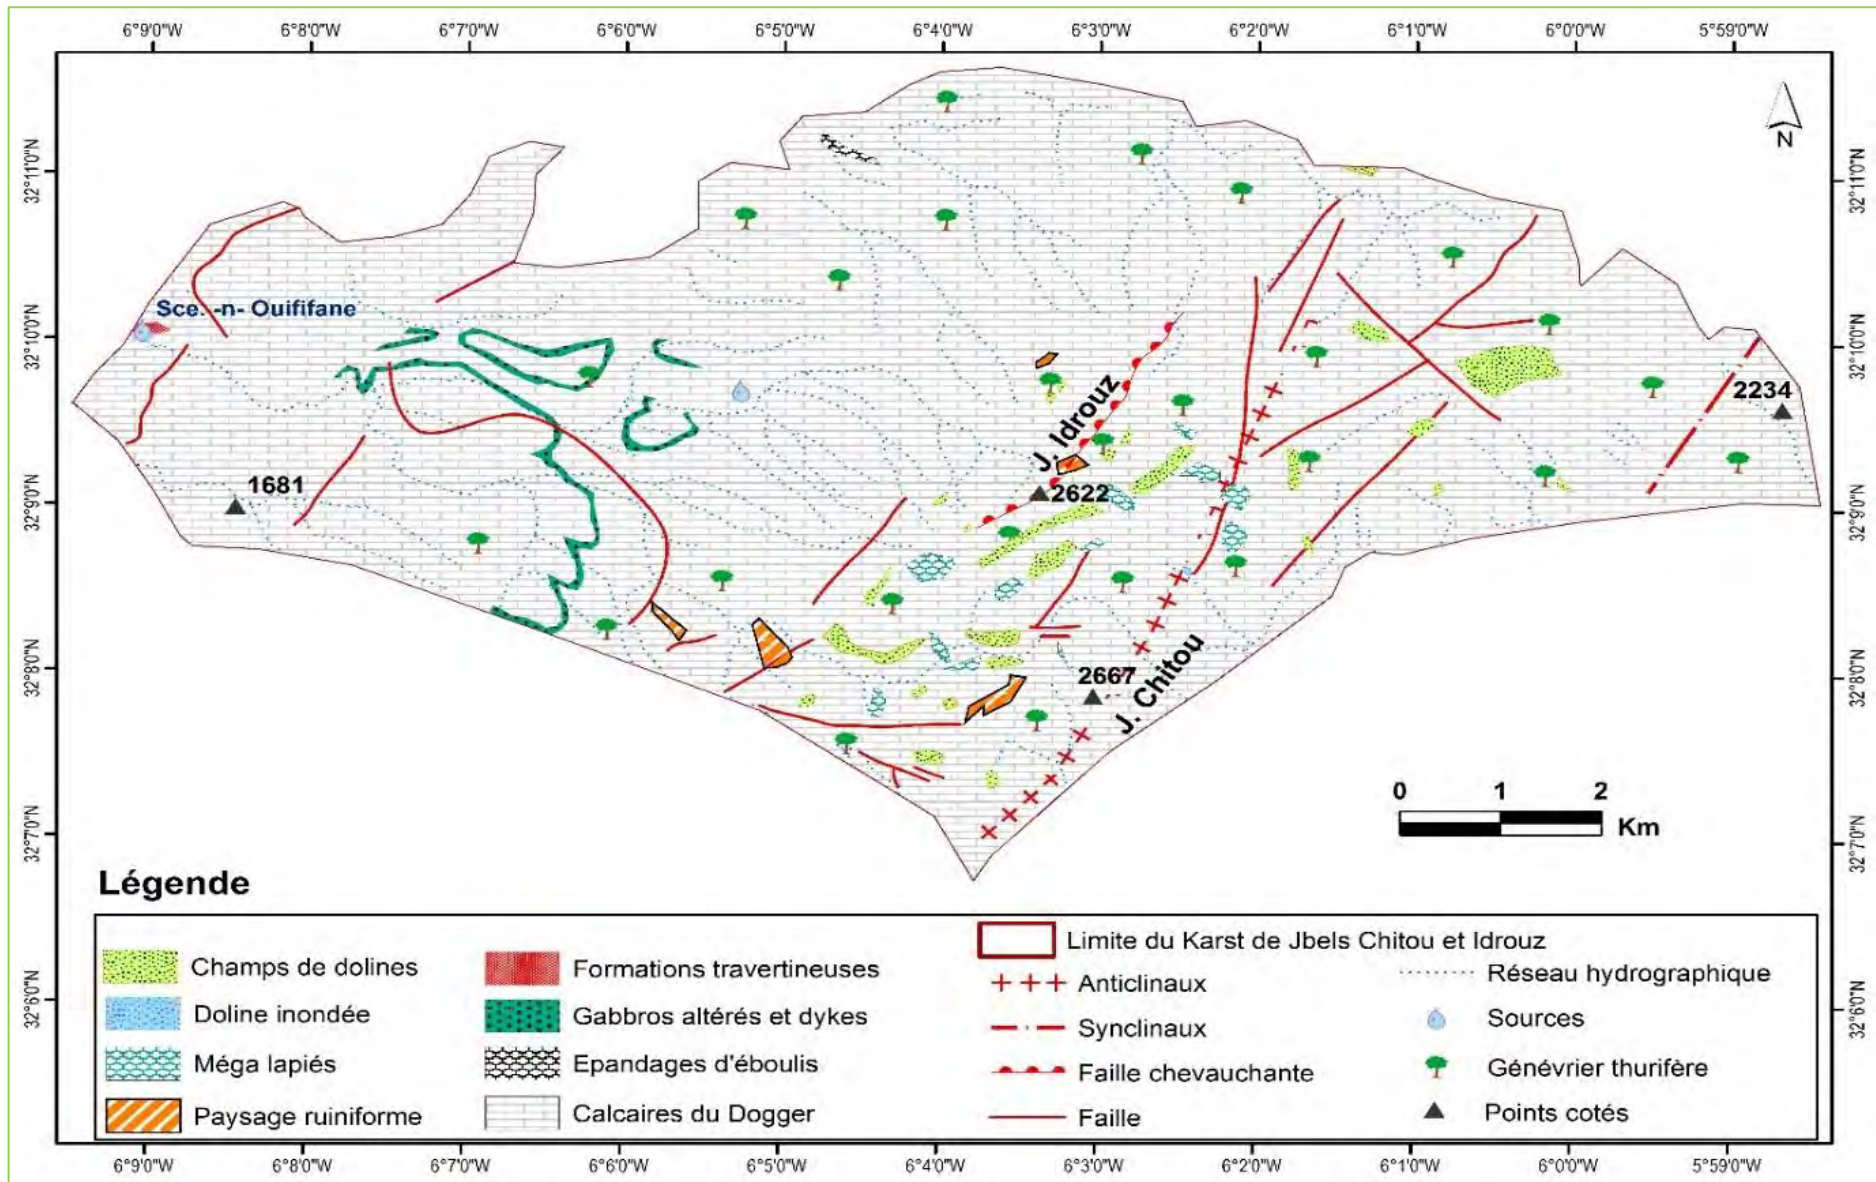 6°9'0"W 6°8'0"W 6°7'0"W 6°6'0"W 6°5'0"W 6°4'0"W 6°3'0"W 6°2'0"W 6°1'0"W 6°0'0"W 5°59'0"W
32°11'0"N
32°10'0"N
32°9'0"N
32°8'0"N
32°7'0"N
32°6'0"N
32°11'0"N
32°10'0"N
32°9'0"N
32°8'0"N
32°7'0"N
32°6'0"N
N
Sce. -n- Ouififane
2234
J. Idrouz
1681
2622
2667
J. Chitou
0 1 2
Km
Légende
Champs de dolines
Doline inondée
Méga lapiés
Paysage ruiniforme
Formations travertineuses
Gabbros altérés et dykes
Epandages d'éboulis
Calcaires du Dogger
Limite du Karst de Jbels Chitou et Idrouz
Anticlinaux
Synclinaux
Faille chevauchante
Faille
Réseau hydrographique
Sources
Génévrier thurifère
Points cotés
6°9'0"W 6°8'0"W 6°7'0"W 6°6'0"W 6°5'0"W 6°4'0"W 6°3'0"W 6°2'0"W 6°1'0"W 6°0'0"W 5°59'0"W